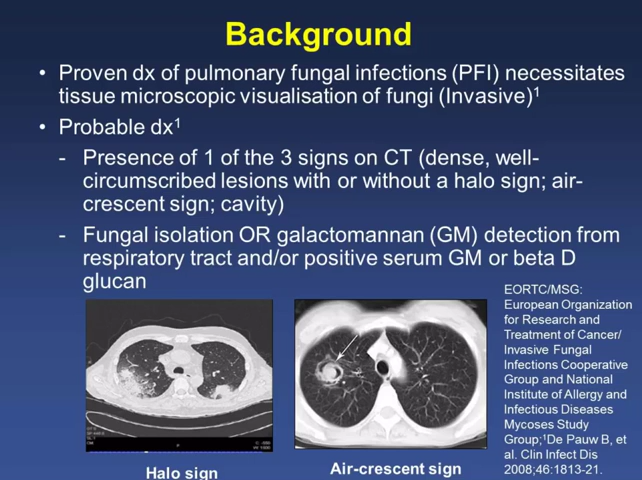 Background
• Proven dx of pulmonary fungal infections (PFI) necessitates
tissue microscopic visualisation of fungi (Invasive)1
• Probable dx1
- Presence of 1 of the 3 signs on CT (dense, well-
circumscribed lesions with or without a halo sign; air-
crescent sign; cavity)
- Fungal isolation OR galactomannan (GM) detection from
respiratory tract and/or positive serum GM or beta D
glucan
EORTC/MSG:
European Organization
for Research and
Treatment of Cancer/
Invasive Fungal
Infections Cooperative
Group and National
Institute of Allergy and
Infectious Diseases
Mycoses Study
Group;1De Pauw B, et
al. Clin Infect Dis
2008;46:1813-21.
Halo sign
Air-crescent sign